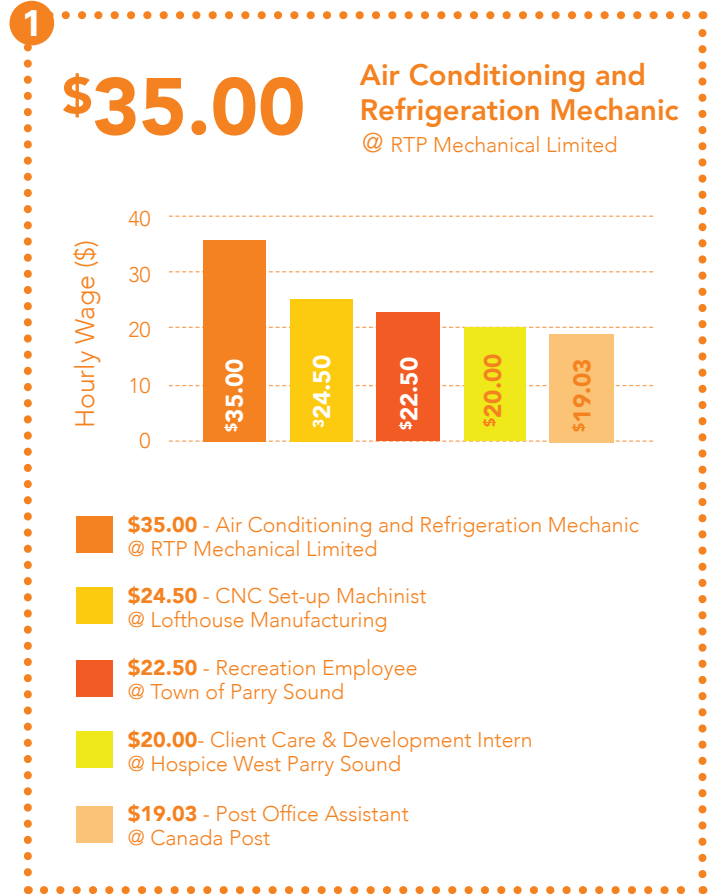 1
$35.00
Air Conditioning and
Refrigeration Mechanic
@ RTP Mechanical Limited
Hourly Wage ($)
40
30
20
10
0
$35.00
324.50
$22.50
$20.00
$19.03
$35.00 - Air Conditioning and Refrigeration Mechanic
@ RTP Mechanical Limited
$24.50 - CNC Set-up Machinist
@ Lofthouse Manufacturing
$22.50 - Recreation Employee
@ Town of Parry Sound
$20.00- Client Care & Development Intern
@ Hospice West Parry Sound
$19.03 - Post Office Assistant
@ Canada Post